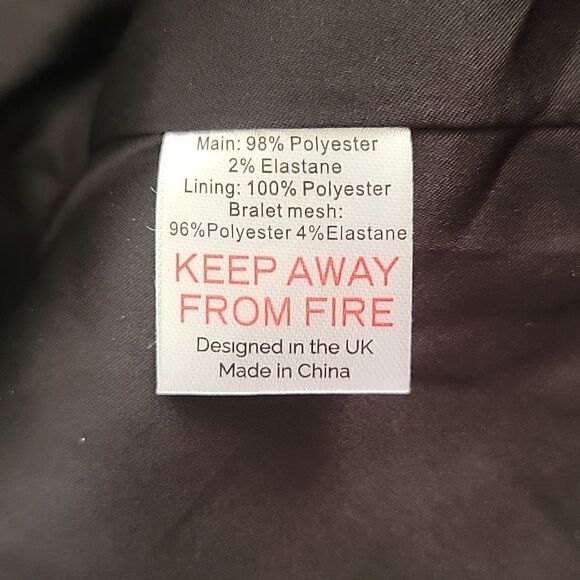 Main: 98% Polyester
2% Elastane
Lining: 100% Polyester
Bralet mesh:
96%Polyester 4%Elastane
KEEP AWAY
FROM FIRE
Designed in the UK
Made in China